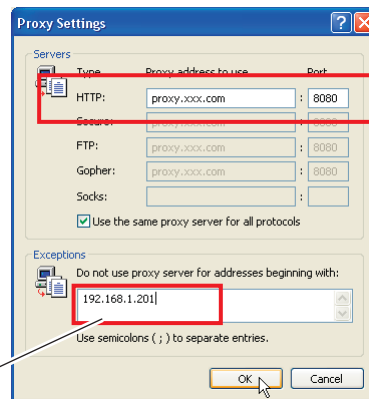 Proxy Settings
Servers
Type Proxy address to use Port
HTTP: proxy.xxx.com : 8080
Secure: proxy.xxx.com : 8080
FTP: proxy.xxx.com : 8080
Gopher: proxy.xxx.com : 8080
Socks: :
Use the same proxy server for all protocols
Exceptions
Do not use proxy server for addresses beginning with:
192.168.1.201
Use semicolons ( ; ) to separate entries.
OK Cancel